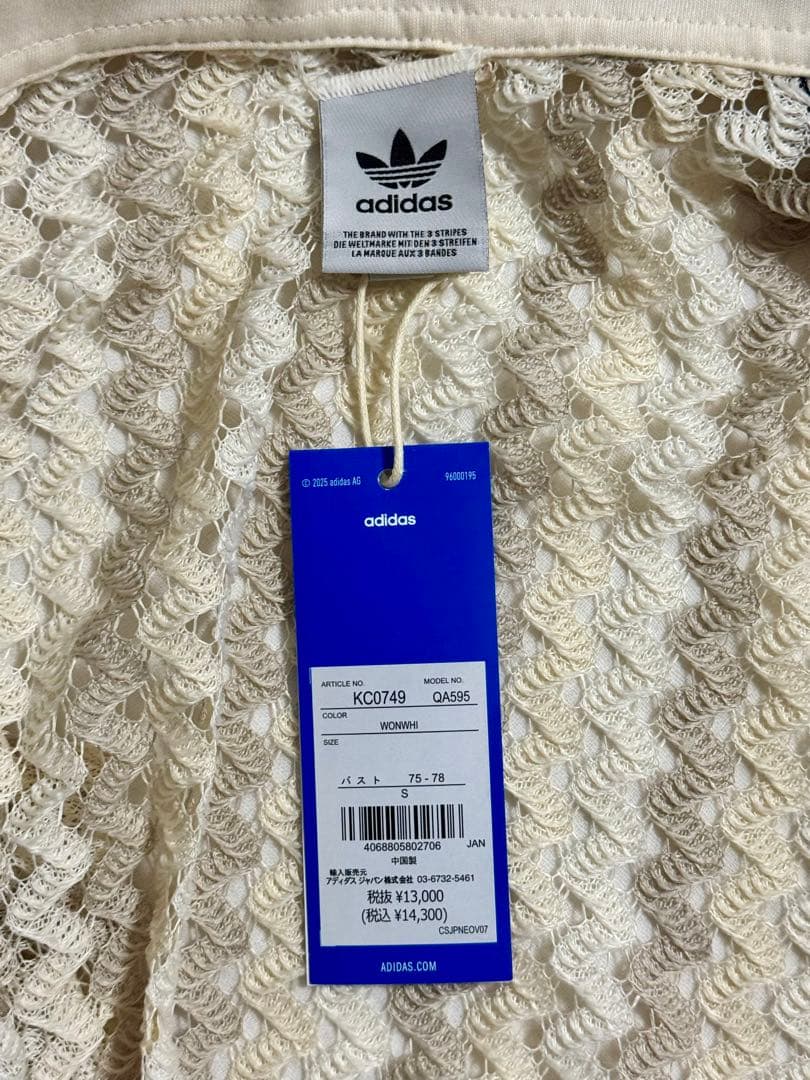 adidas
THE BRAND WITH THE 3 STRIPES
DIE WELTMARKE MIT DEN 3 STREIFEN
LA MARQUE AUX 3 BANDES
© 2025 adidas AG 96000195
adidas
ARTICLE NO. MODEL NO.
KC0749 QA595
COLOR
WONWHI
SIZE
バスト 75-78
S
4068805802706 JAN
中国製
輸入販売元
アディダス ジャパン株式会社 03-6732-5461
税抜 ¥13,000
(税込 ¥14,300)
CSJPNEOV07
ADIDAS.COM